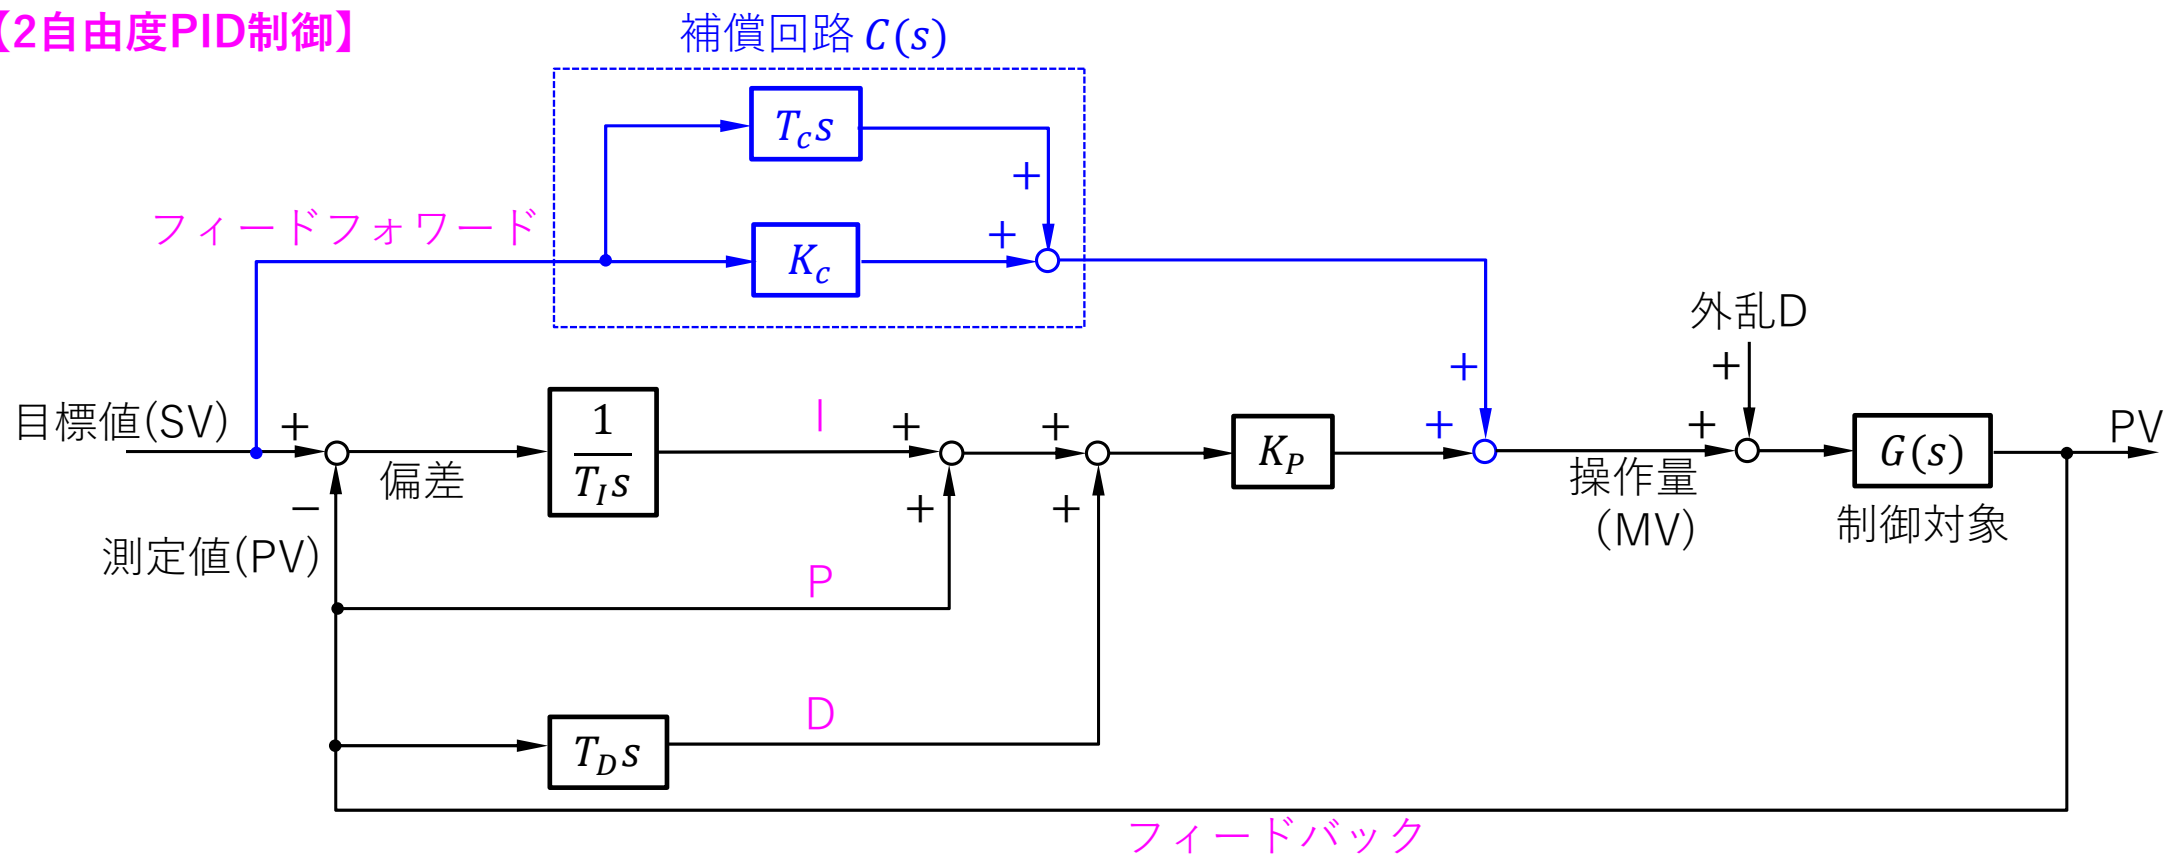 【2自由度PID制御】
補償回路 C(s)
T_c s
+
フィードフォワード
+
K_c
外乱D
+
+
目標値(SV)
+
1
T_I s
I
+
+
+
K_P
+
G(s)
PV
偏差
操作量
(MV)
制御対象
−
+
+
測定値(PV)
P
D
T_D s
フィードバック